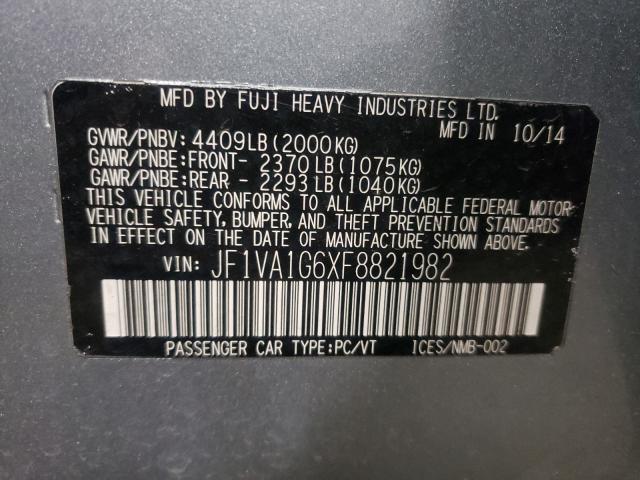 MFD BY FUJI HEAVY INDUSTRIES LTD.
MFD IN 10/14
GVWR/PNBV: 4409LB(2000KG)
GAWR/PNBE:FRONT- 2370LB(1075KG)
GAWR/PNBE:REAR - 2293LB(1040KG)
THIS VEHICLE CONFORMS TO ALL APPLICABLE FEDERAL MOTOR
VEHICLE SAFETY, BUMPER, AND THEFT PREVENTION STANDARDS
IN EFFECT ON THE DATE OF MANUFACTURE SHOWN ABOVE.
VIN: JF1VA1G6XF8821982
PASSENGER CAR TYPE:PC/VT ICES/NMB-002